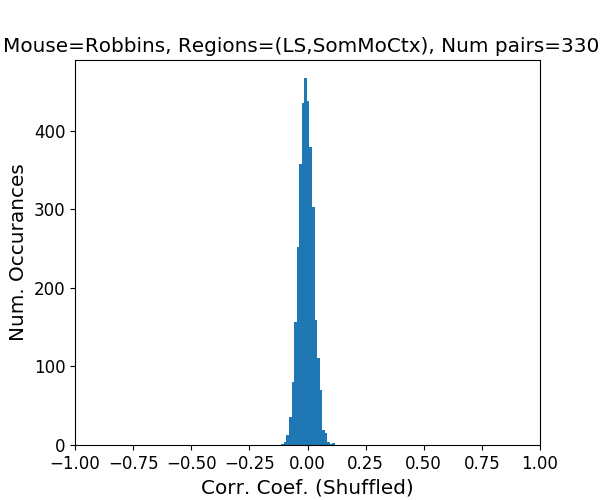 Mouse=Robbins, Regions=(LS,SomMoCtx), Num pairs=330
Num. Occurances
400
300
200
100
0
−1.00 −0.75 −0.50 −0.25 0.00 0.25 0.50 0.75 1.00
Corr. Coef. (Shuffled)